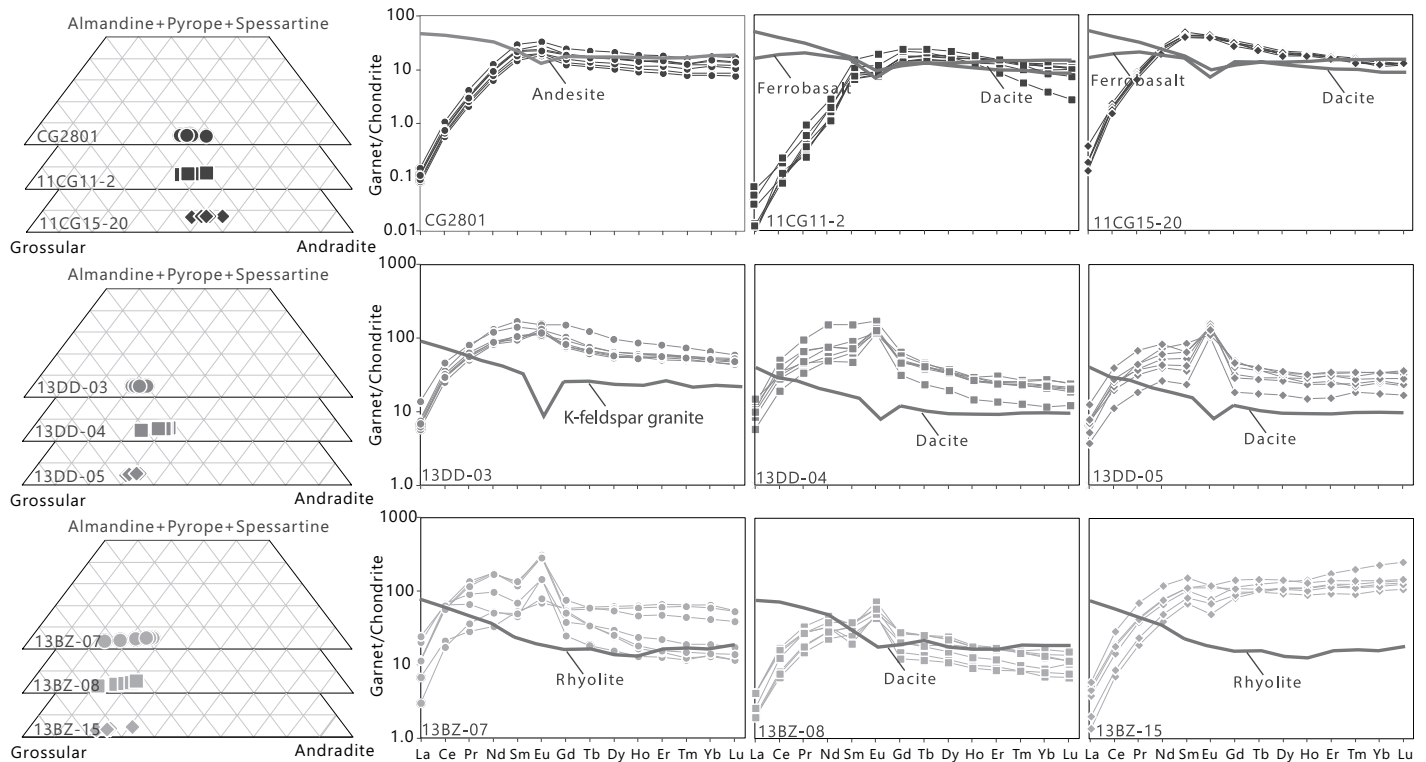 Almandine+Pyrope+Spessartine
CG2801
11CG11-2
11CG15-20
Grossular
Andradite
Garnet/Chondrite
100
10
1.0
0.1
0.01
Andesite
CG2801
Ferrobasalt
Dacite
11CG11-2
Ferrobasalt
Dacite
11CG15-20
Almandine+Pyrope+Spessartine
13DD-03
13DD-04
13DD-05
Grossular
Andradite
Garnet/Chondrite
1000
100
10
1.0
K-feldspar granite
13DD-03
Dacite
13DD-04
Dacite
13DD-05
Almandine+Pyrope+Spessartine
13BZ-07
13BZ-08
13BZ-15
Grossular
Andradite
Garnet/Chondrite
1000
100
10
1.0
Rhyolite
13BZ-07
Dacite
13BZ-08
Rhyolite
13BZ-15
La Ce Pr Nd Sm Eu Gd Tb Dy Ho Er Tm Yb Lu
La Ce Pr Nd Sm Eu Gd Tb Dy Ho Er Tm Yb Lu
La Ce Pr Nd Sm Eu Gd Tb Dy Ho Er Tm Yb Lu